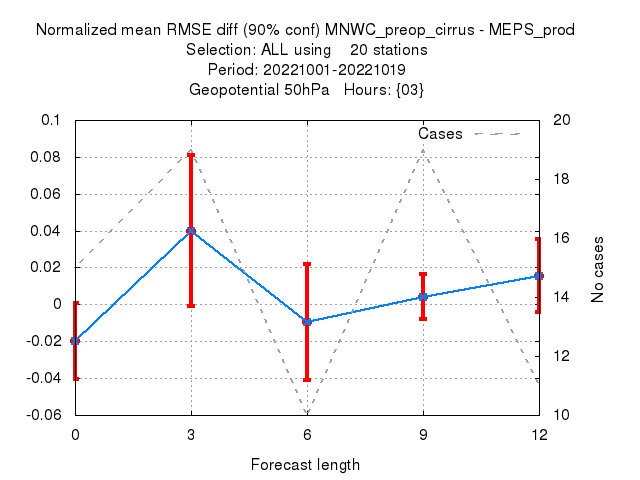 Normalized mean RMSE diff (90% conf) MNWC_preop_cirrus - MEPS_prod
Selection: ALL using 20 stations
Period: 20221001-20221019
Geopotential 50hPa Hours: {03}
Cases
0.1
0.08
0.06
0.04
0.02
0
-0.02
-0.04
-0.06
20
18
16
14
12
10
No cases
0 3 6 9 12
Forecast length